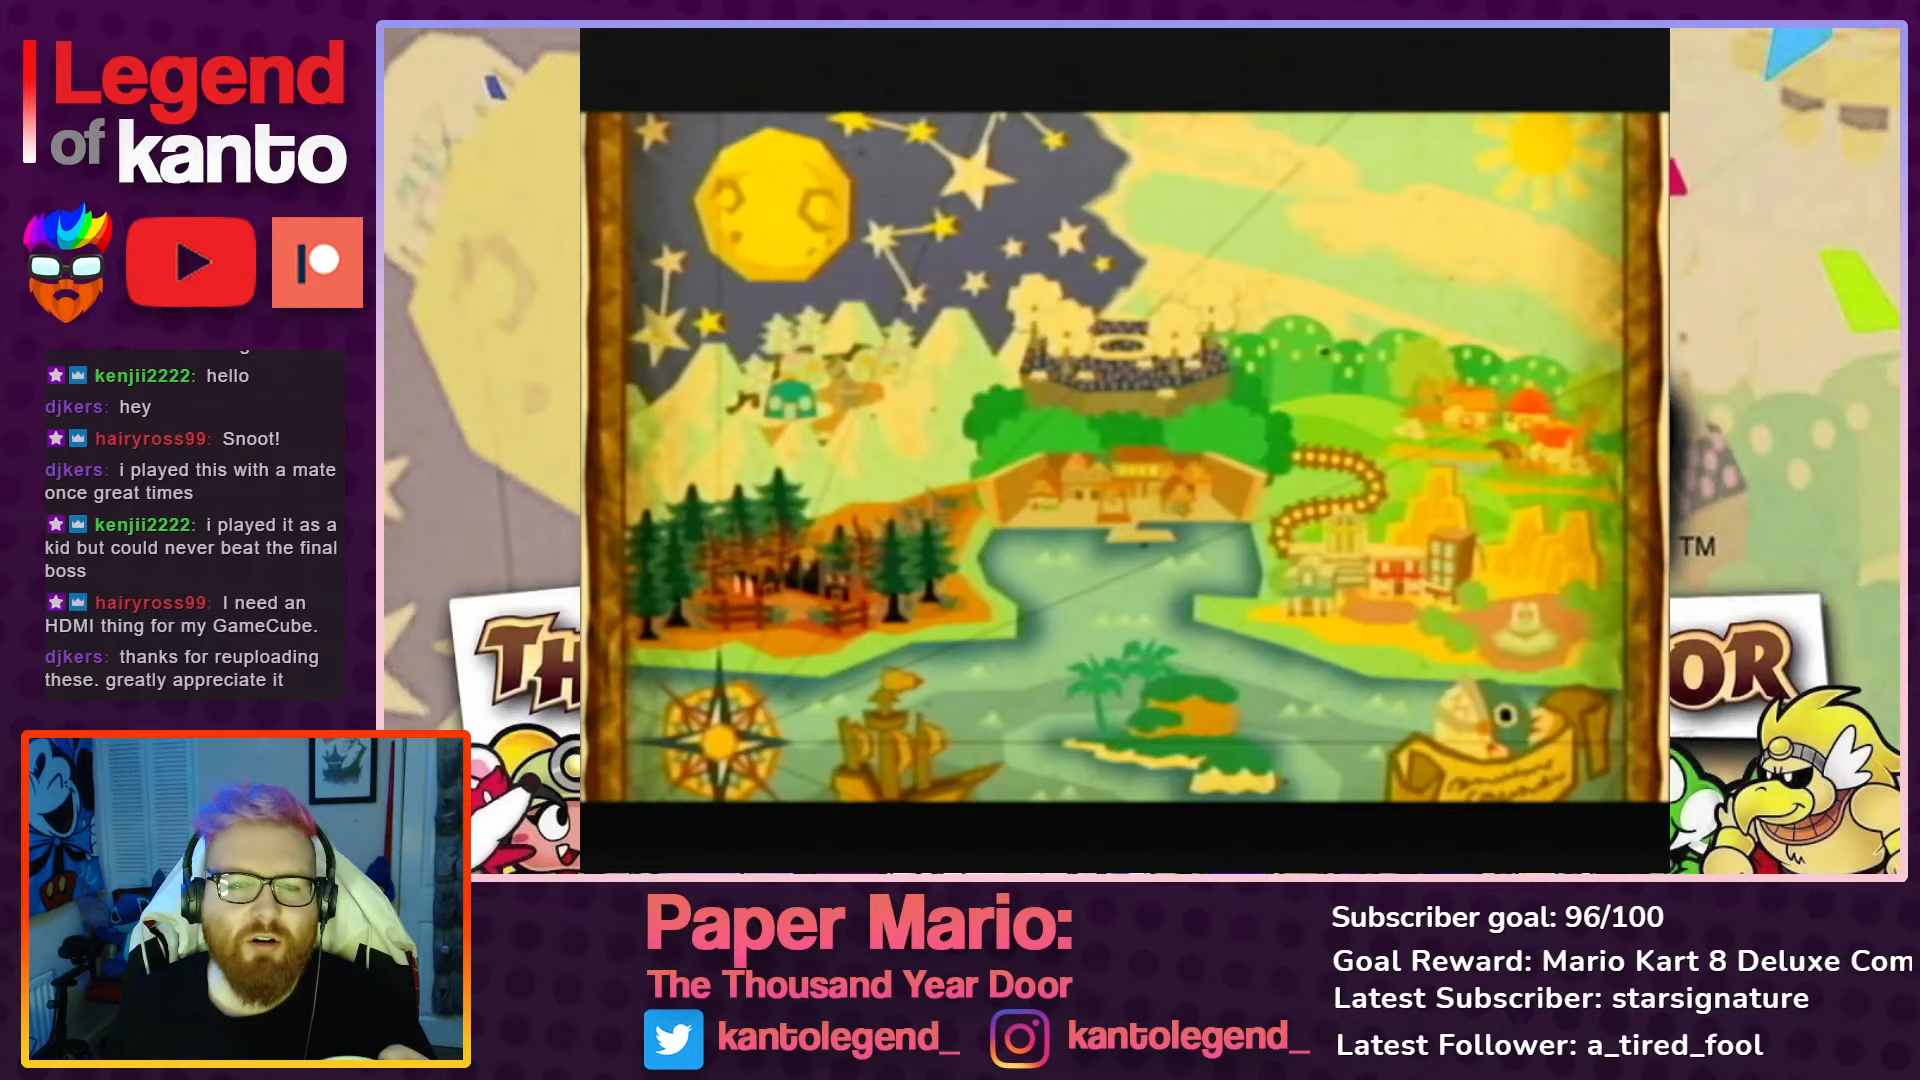 Legend
of kanto
kenjii2222: hello
djkers: hey
hairyross99: Snoot!
djkers: i played this with a mate
once great times
kenjii2222: i played it as a
kid but could never beat the final
boss
hairyross99: I need an
HDMI thing for my GameCube.
djkers: thanks for reuploading
these. greatly appreciate it
TM
TH
OR
Paper Mario:
The Thousand Year Door
kantolegend_
kantolegend_
Subscriber goal: 96/100
Goal Reward: Mario Kart 8 Deluxe Com
Latest Subscriber: starsignature
Latest Follower: a_tired_fool